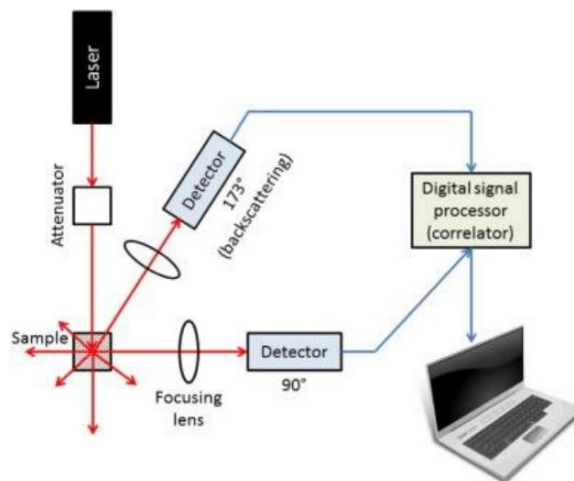 Laser
Attenuator
Detector
173°
(backscattering)
Digital signal
processor
(correlator)
Sample
Detector
90°
Focusing
lens